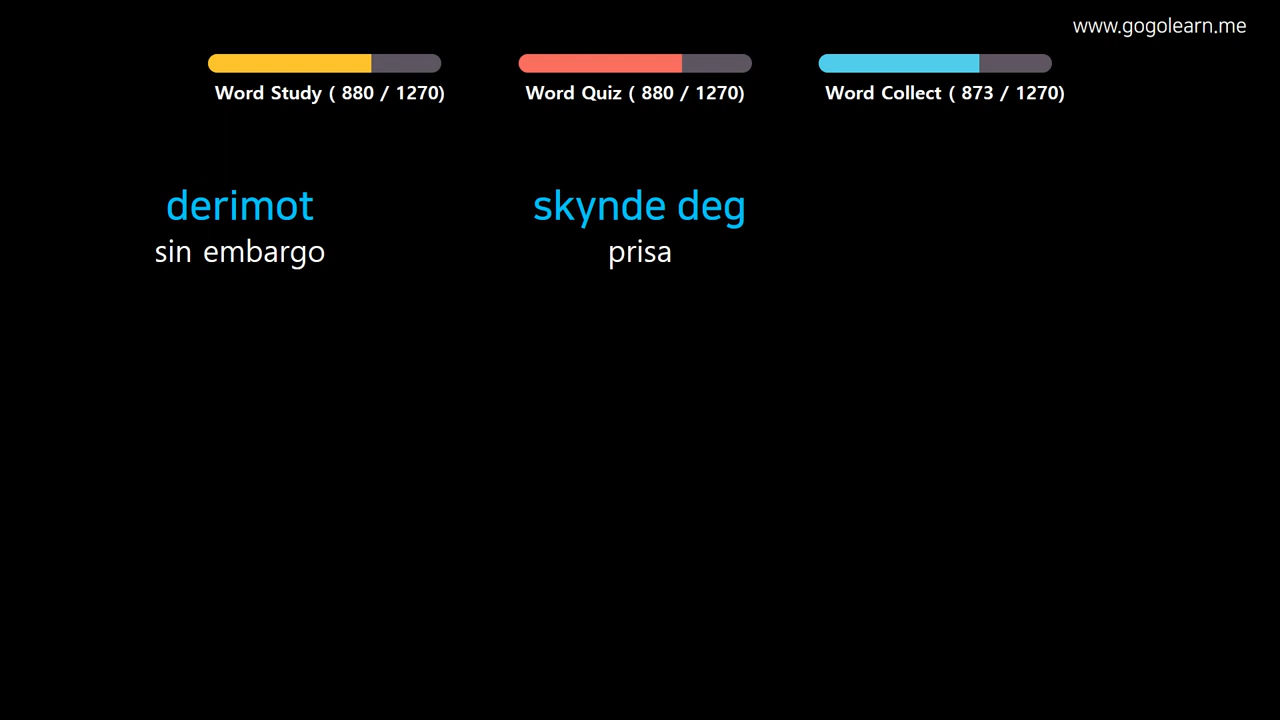 www.gogolearn.me
Word Study ( 880 / 1270)
Word Quiz ( 880 / 1270)
Word Collect ( 873 / 1270)
derimot
sin embargo
skynde deg
prisa